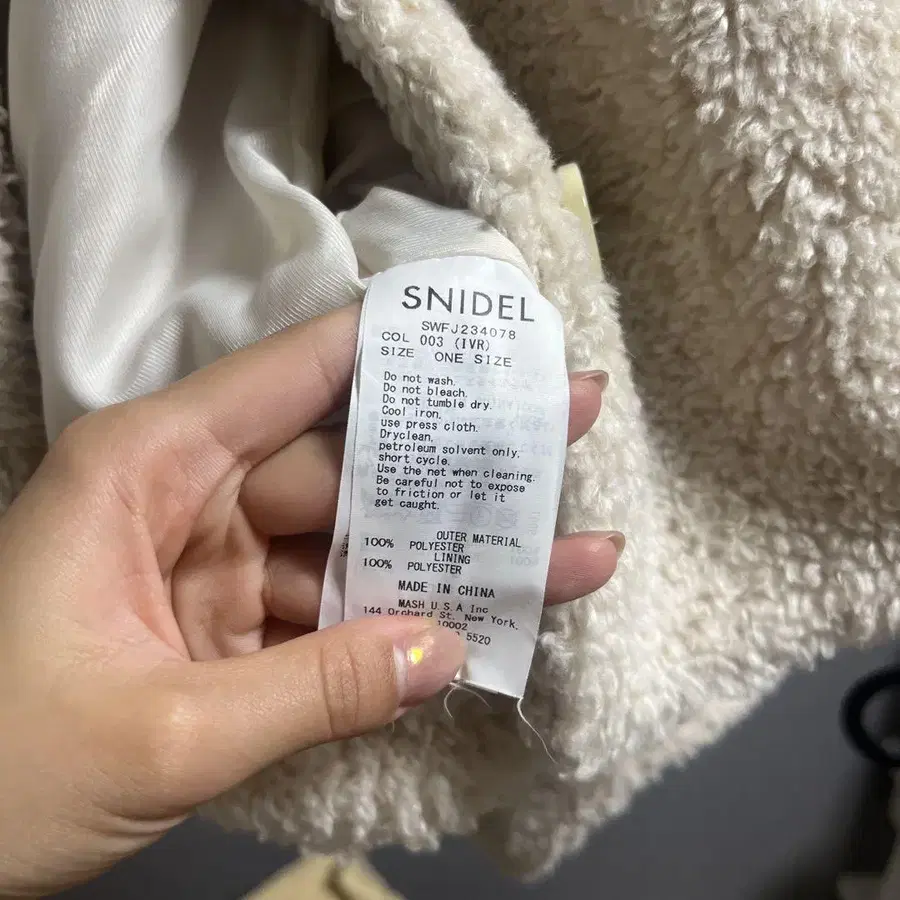 SNIDEL
SWFJ234078
COL 003 (IVR)
SIZE ONE SIZE
Do not wash.
Do not bleach.
Do not tumble dry.
Cool iron.
use press cloth.
Dryclean,
petroleum solvent only,
short cycle.
Use the net when cleaning.
Be careful not to expose
to friction or let it
get caught.
OUTER MATERIAL
100% POLYESTER
LINING
100% POLYESTER
MADE IN CHINA
MASH U.S.A Inc
144 Orchard St. New York,
10002
5520